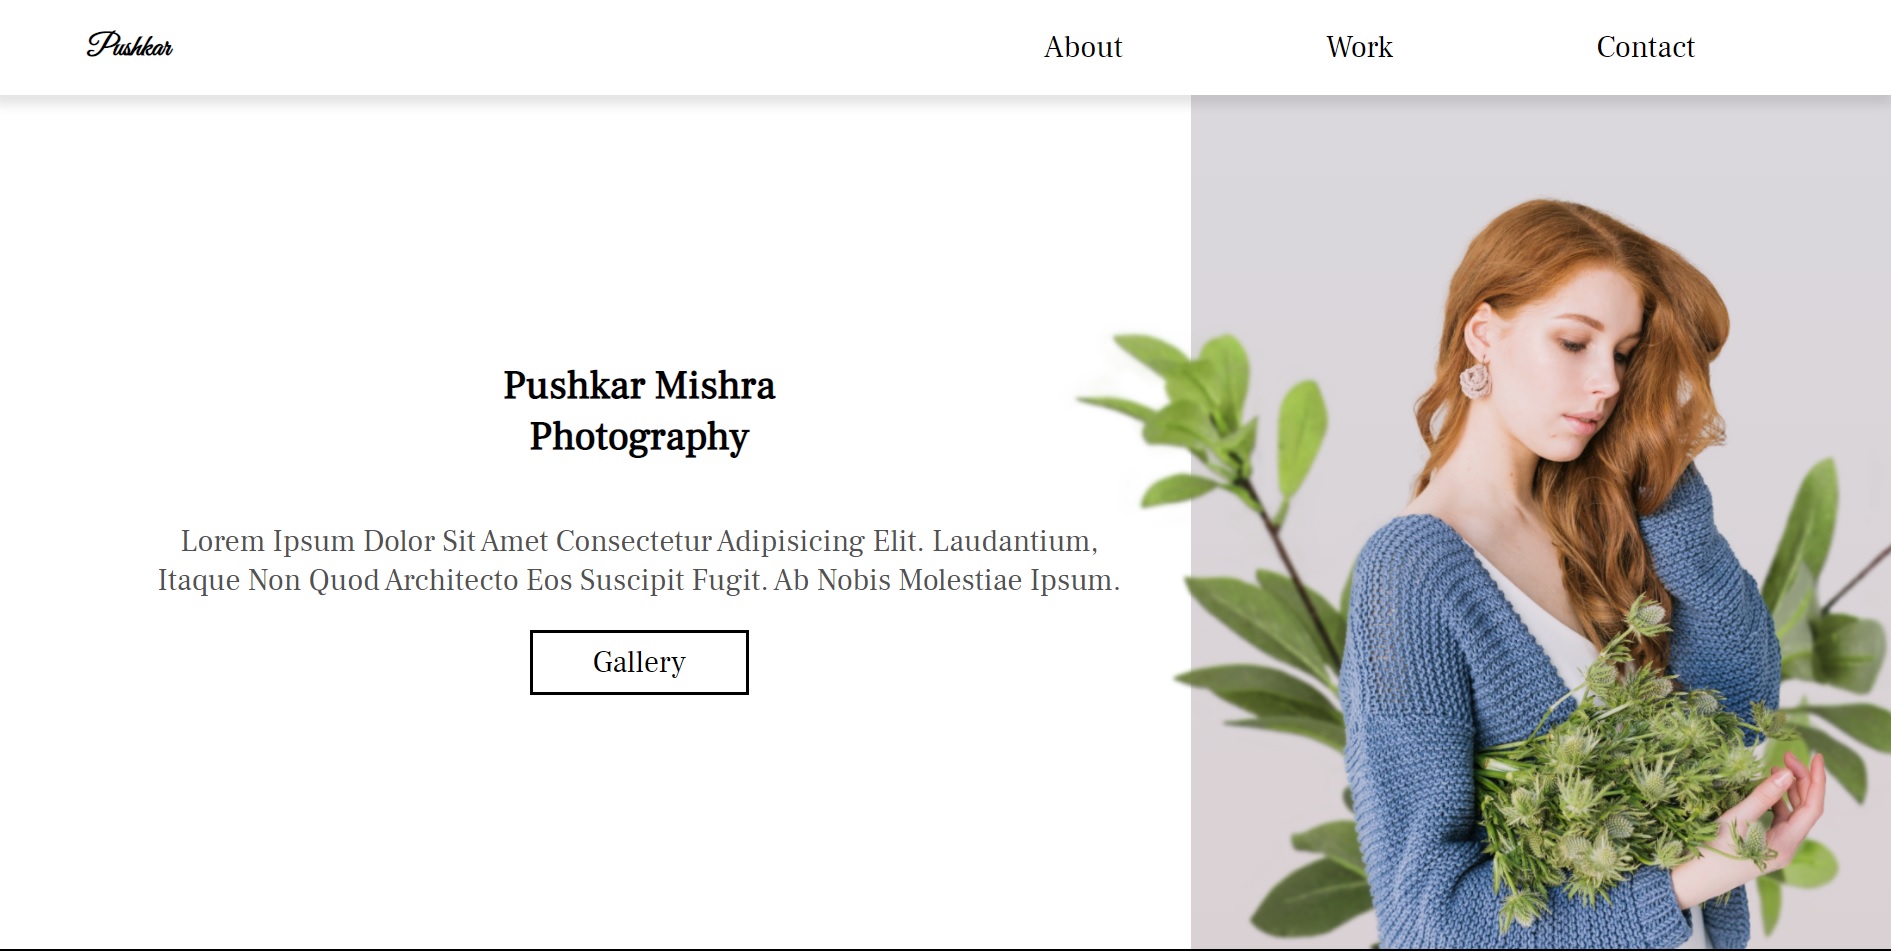 Pushkar
About
Work
Contact
Pushkar Mishra
Photography
Lorem Ipsum Dolor Sit Amet Consectetur Adipisicing Elit. Laudantium,
Itaque Non Quod Architecto Eos Suscipit Fugit. Ab Nobis Molestiae Ipsum.
Gallery